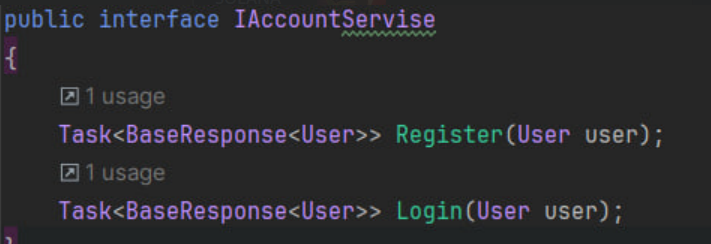 public interface IAccountServise
{
1 usage
Task<BaseResponse<User>> Register(User user);
1 usage
Task<BaseResponse<User>> Login(User user);
}